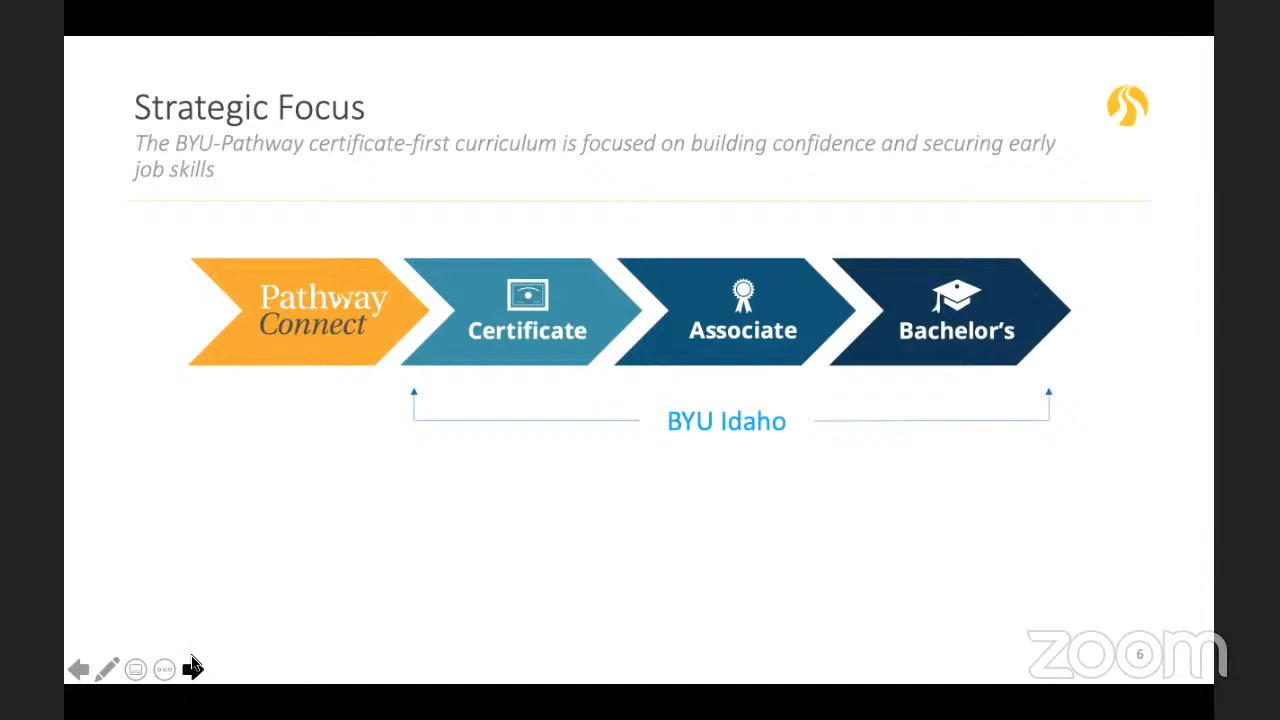 Strategic Focus
The BYU-Pathway certificate-first curriculum is focused on building confidence and securing early
job skills
Pathway
Connect
Certificate
Associate
Bachelor’s
BYU Idaho
zoom
6